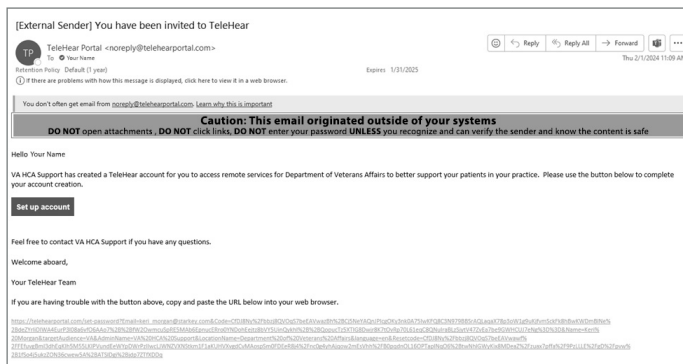 [External Sender] You have been invited to TeleHear
TP
TeleHear Portal <noreply@telehearportal.com>
To Your Name
Reply
Reply All
Forward
Thu 2/1/2024 11:09 AM
Retention Policy Default (1 year)
Expires 1/31/2025
If there are problems with how this message is displayed, click here to view it in a web browser.
You don't often get email from noreply@telehearportal.com. Learn why this is important
Caution: This email originated outside of your systems
DO NOT open attachments , DO NOT click links, DO NOT enter your password UNLESS you recognize and can verify the sender and know the content is safe
Hello Your Name
VA HCA Support has created a TeleHear account for you to access remote services for Department of Veterans Affairs to better support your patients in your practice. Please use the button below to complete
your account creation.
Set up account
Feel free to contact VA HCA Support if you have any questions.
Welcome aboard,
Your TeleHear Team
If you are having trouble with the button above, copy and paste the URL below into your web browser.